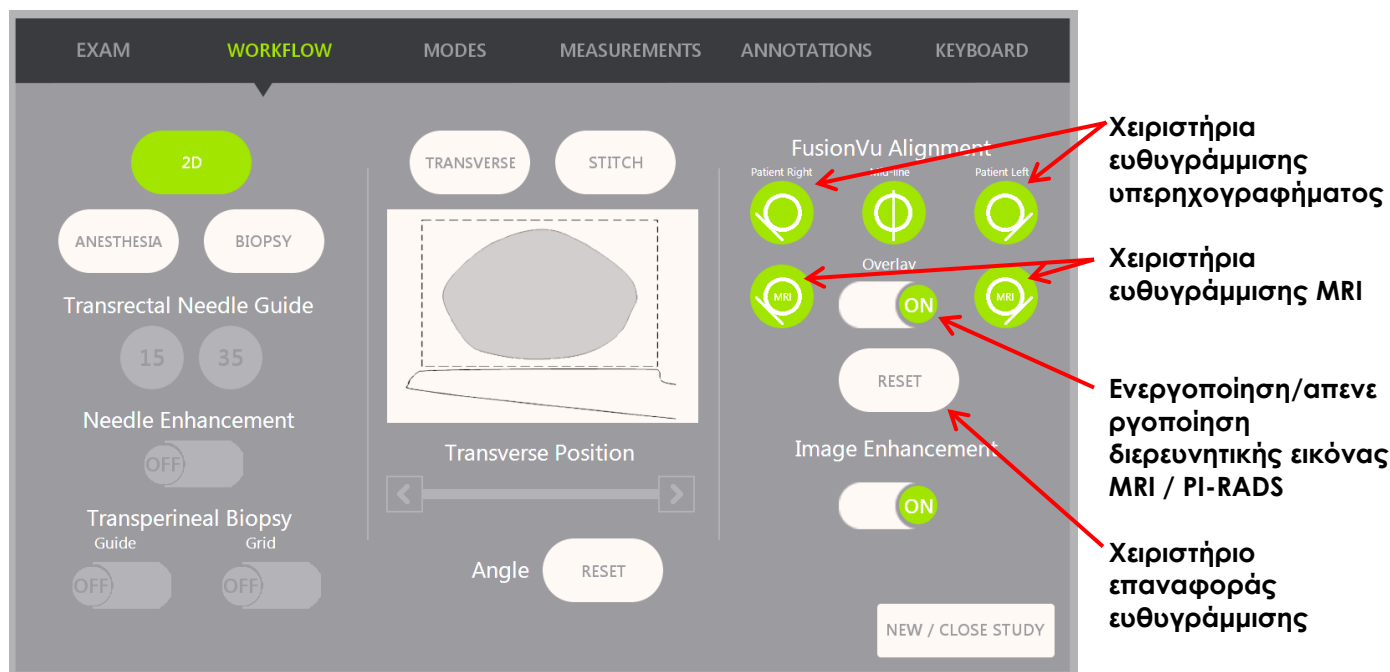 EXAM WORKFLOW MODES MEASUREMENTS ANNOTATIONS KEYBOARD
2D
ANESTHESIA BIOPSY
Transrectal Needle Guide
15 35
Needle Enhancement
OFF
Transperineal Biopsy
Guide Grid
OFF OFF
TRANSVERSE STITCH
Transverse Position
Angle RESET
FusionVu Alignment
Patient Right Mid-line Patient Left
Overlay
MRI ON MRI
RESET
Image Enhancement
ON
NEW / CLOSE STUDY
Χειριστήρια
ευθυγράμμισης
υπερηχογραφήματος
Χειριστήρια
ευθυγράμμισης MRI
Ενεργοποίηση/απενε
ργοποίηση
διερευνητικής εικόνας
MRI / PI-RADS
Χειριστήριο
επαναφοράς
ευθυγράμμισης